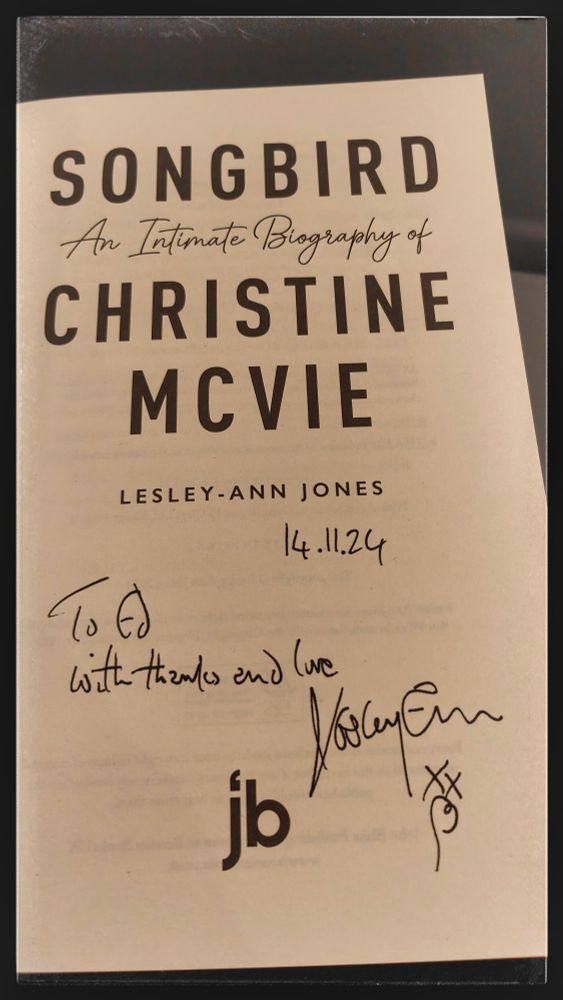 SONGBIRD
An Intimate Biography of
CHRISTINE
MCVIE
LESLEY-ANN JONES
14.11.24
To Ed
with thanks and love
LesleyAnn
xx
jb